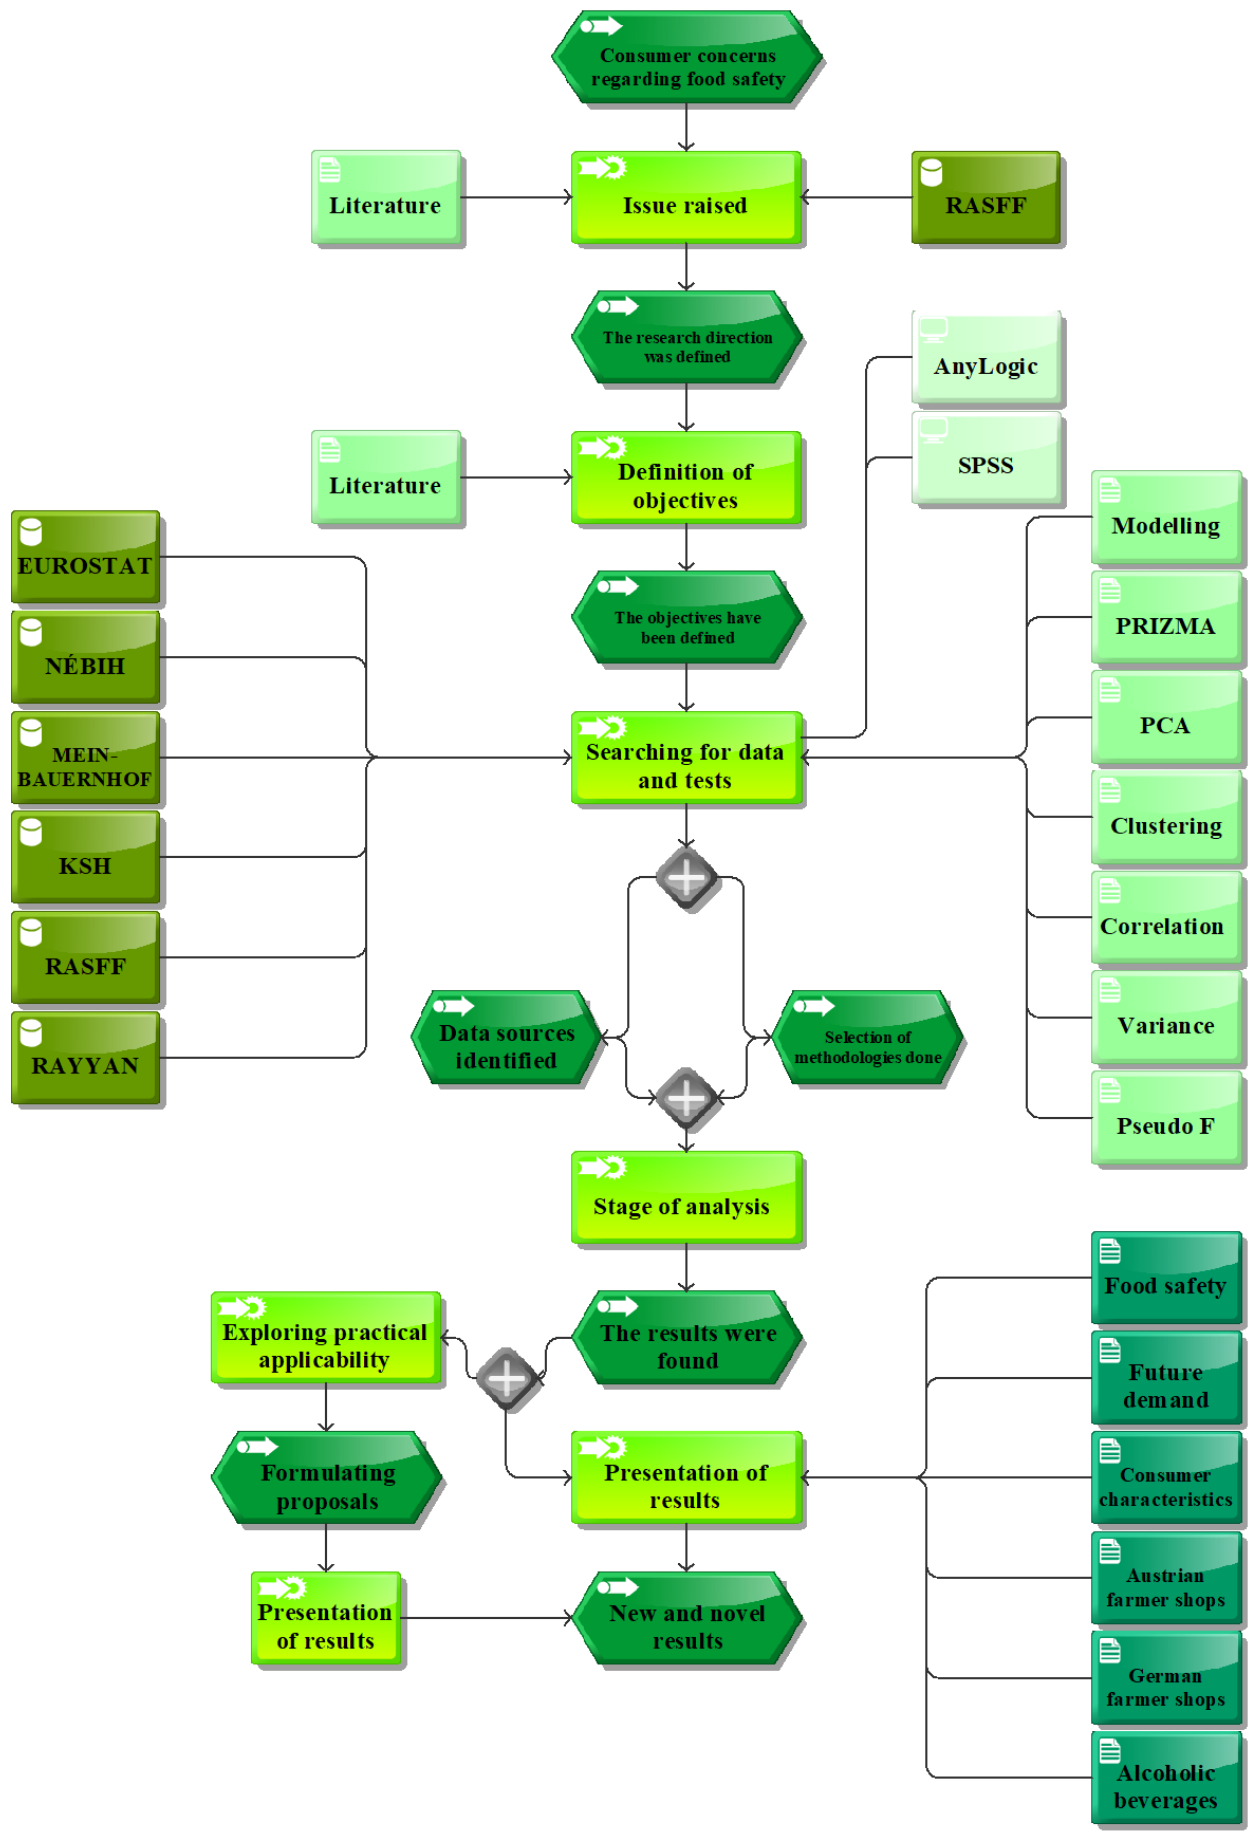 Consumer concerns
regarding food safety
Literature
Issue raised
RASFF
The research direction
was defined
AnyLogic
SPSS
Literature
Definition of
objectives
Modelling
EUROSTAT
The objectives have
been defined
PRIZMA
NÉBIH
PCA
MEIN-
BAUERNHOF
Searching for data
and tests
Clustering
KSH
Correlation
RASFF
Data sources
identified
Selection of
methodologies done
Variance
RAYYAN
Pseudo F
Stage of analysis
Food safety
Exploring practical
applicability
The results were
found
Future
demand
Formulating
proposals
Presentation of
results
Consumer
characteristics
Austrian
farmer shops
Presentation
of results
New and novel
results
German
farmer shops
Alcoholic
beverages